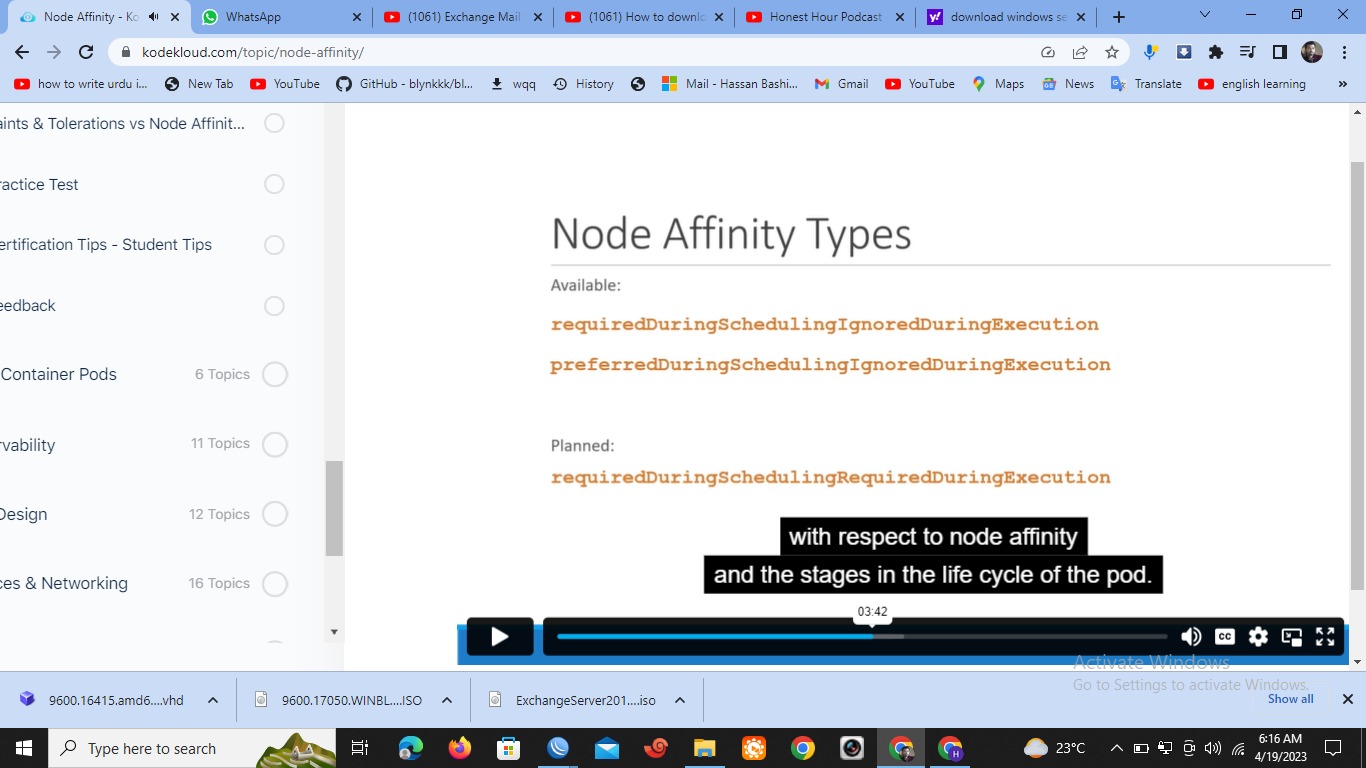 Node Affinity - Ko
WhatsApp
(1061) Exchange Mail
(1061) How to downlo
Honest Hour Podcast
download windows se
kodekloud.com/topic/node-affinity/
how to write urdu i...
New Tab
YouTube
GitHub - blynkkk/bl...
wqq
History
Mail - Hassan Bashi...
Gmail
YouTube
Maps
News
Translate
english learning
»
aints & Tolerations vs Node Affinit...
ractice Test
ertification Tips - Student Tips
eedback
Container Pods 6 Topics
rvability 11 Topics
Design 12 Topics
ces & Networking 16 Topics
Node Affinity Types
Available:
requiredDuringSchedulingIgnoredDuringExecution
preferredDuringSchedulingIgnoredDuringExecution
Planned:
requiredDuringSchedulingRequiredDuringExecution
with respect to node affinity
and the stages in the life cycle of the pod.
03:42
CC
Activate Windows
Go to Settings to activate Windows.
9600.16415.amd6....vhd
9600.17050.WINBL....ISO
ExchangeServer201....iso
Show all
Type here to search
H
23°C
6:16 AM
4/19/2023